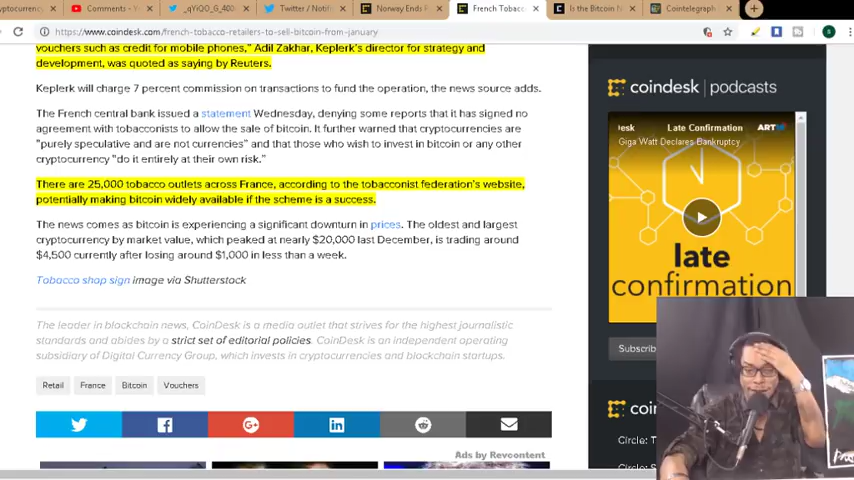 Comments - Y
_qYiQO_G_400
Twitter / Notifi
Norway Ends P
French Tobacc
Is the Bitcoin N
Cointelegraph
https://www.coindesk.com/french-tobacco-retailers-to-sell-bitcoin-from-january
vouchers such as credit for mobile phones," Adil Zakhar, Keplerk's director for strategy and
development, was quoted as saying by Reuters.
Keplerk will charge 7 percent commission on transactions to fund the operation, the news source adds.
The French central bank issued a statement Wednesday, denying some reports that it has signed no
agreement with tobacconists to allow the sale of bitcoin. It further warned that cryptocurrencies are
"purely speculative and are not currencies" and that those who wish to invest in bitcoin or any other
cryptocurrency "do it entirely at their own risk."
There are 25,000 tobacco outlets across France, according to the tobacconist federation's website,
potentially making bitcoin widely available if the scheme is a success.
The news comes as bitcoin is experiencing a significant downturn in prices. The oldest and largest
cryptocurrency by market value, which peaked at nearly $20,000 last December, is trading around
$4,500 currently after losing around $1,000 in less than a week.
Tobacco shop sign image via Shutterstock
The leader in blockchain news, CoinDesk is a media outlet that strives for the highest journalistic
standards and abides by a strict set of editorial policies. CoinDesk is an independent operating
subsidiary of Digital Currency Group, which invests in cryptocurrencies and blockchain startups.
Retail France Bitcoin Vouchers
Ads by Revcontent
coindesk | podcasts
desk Late Confirmation
Giga Watt Declares Bankruptcy
late
confirmation
Subscrib
coi
Circle: T